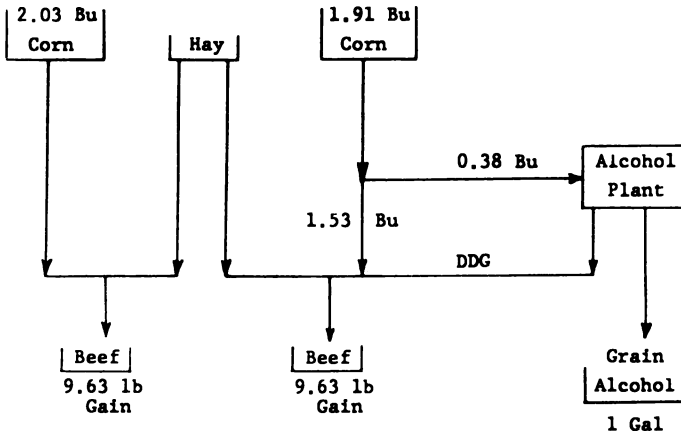 2.03 Bu
Corn
Hay
1.91 Bu
Corn
0.38 Bu
Alcohol
Plant
1.53 Bu
DDG
Beef
9.63 lb
Gain
Beef
9.63 lb
Gain
Grain
Alcohol
1 Gal